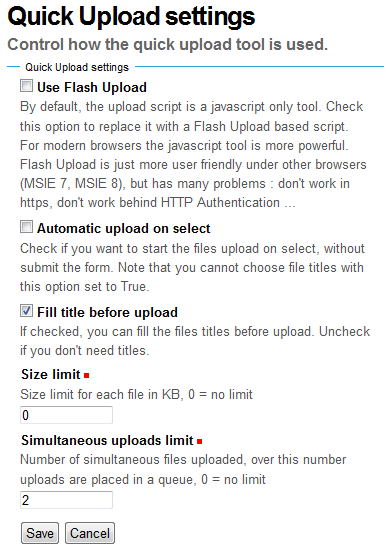 Quick Upload settings
Control how the quick upload tool is used.
Quick Upload settings
Use Flash Upload
By default, the upload script is a javascript only tool. Check
this option to replace it with a Flash Upload based script.
For modern browsers the javascript tool is more powerful.
Flash Upload is just more user friendly under other browsers
(MSIE 7, MSIE 8), but has many problems : don't work in
https, don't work behind HTTP Authentication ...
Automatic upload on select
Check if you want to start the files upload on select, without
submit the form. Note that you cannot choose file titles with
this option set to True.
Fill title before upload
If checked, you can fill the files titles before upload. Uncheck
if you don't need titles.
Size limit
Size limit for each file in KB, 0 = no limit
0
Simultaneous uploads limit
Number of simultaneous files uploaded, over this number
uploads are placed in a queue, 0 = no limit
2
Save Cancel